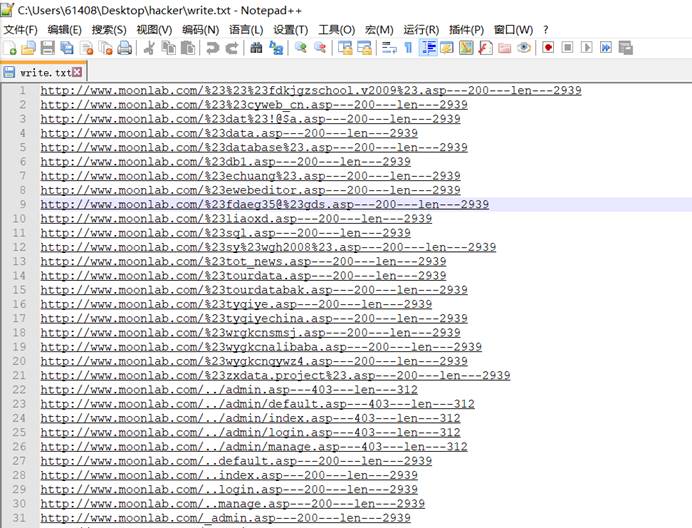 C:\Users\61408\Desktop\hacker\write.txt - Notepad++
文件(F) 编辑(E) 搜索(S) 视图(V) 编码(N) 语言(L) 设置(T) 工具(O) 宏(M) 运行(R) 插件(P) 窗口(W) ?
write.txt
1 http://www.moonlab.com/%23%23%23fdkjgzschool.v2009%23.asp---200---len---2939
2 http://www.moonlab.com/%23%23cyweb_cn.asp---200---len---2939
3 http://www.moonlab.com/%23dat%23!@$a.asp---200---len---2939
4 http://www.moonlab.com/%23data.asp---200---len---2939
5 http://www.moonlab.com/%23database%23.asp---200---len---2939
6 http://www.moonlab.com/%23db1.asp---200---len---2939
7 http://www.moonlab.com/%23echuang%23.asp---200---len---2939
8 http://www.moonlab.com/%23ewebeditor.asp---200---len---2939
9 http://www.moonlab.com/%23fdaeg35@%23gds.asp---200---len---2939
10 http://www.moonlab.com/%23liaoxd.asp---200---len---2939
11 http://www.moonlab.com/%23sql.asp---200---len---2939
12 http://www.moonlab.com/%23sy%23wgh2008%23.asp---200---len---2939
13 http://www.moonlab.com/%23tot_news.asp---200---len---2939
14 http://www.moonlab.com/%23tourdata.asp---200---len---2939
15 http://www.moonlab.com/%23tourdatabak.asp---200---len---2939
16 http://www.moonlab.com/%23tyqiye.asp---200---len---2939
17 http://www.moonlab.com/%23tyqiyechina.asp---200---len---2939
18 http://www.moonlab.com/%23wrgkcnsmsj.asp---200---len---2939
19 http://www.moonlab.com/%23wygkcnalibaba.asp---200---len---2939
20 http://www.moonlab.com/%23wygkcnqywz4.asp---200---len---2939
21 http://www.moonlab.com/%23zxdata.project%23.asp---200---len---2939
22 http://www.moonlab.com/../admin.asp---403---len---312
23 http://www.moonlab.com/../admin/default.asp---403---len---312
24 http://www.moonlab.com/../admin/index.asp---403---len---312
25 http://www.moonlab.com/../admin/login.asp---403---len---312
26 http://www.moonlab.com/../admin/manage.asp---403---len---312
27 http://www.moonlab.com/..default.asp---200---len---2939
28 http://www.moonlab.com/..index.asp---200---len---2939
29 http://www.moonlab.com/..login.asp---200---len---2939
30 http://www.moonlab.com/..manage.asp---200---len---2939
31 http://www.moonlab.com/_admin.asp---200---len---2939